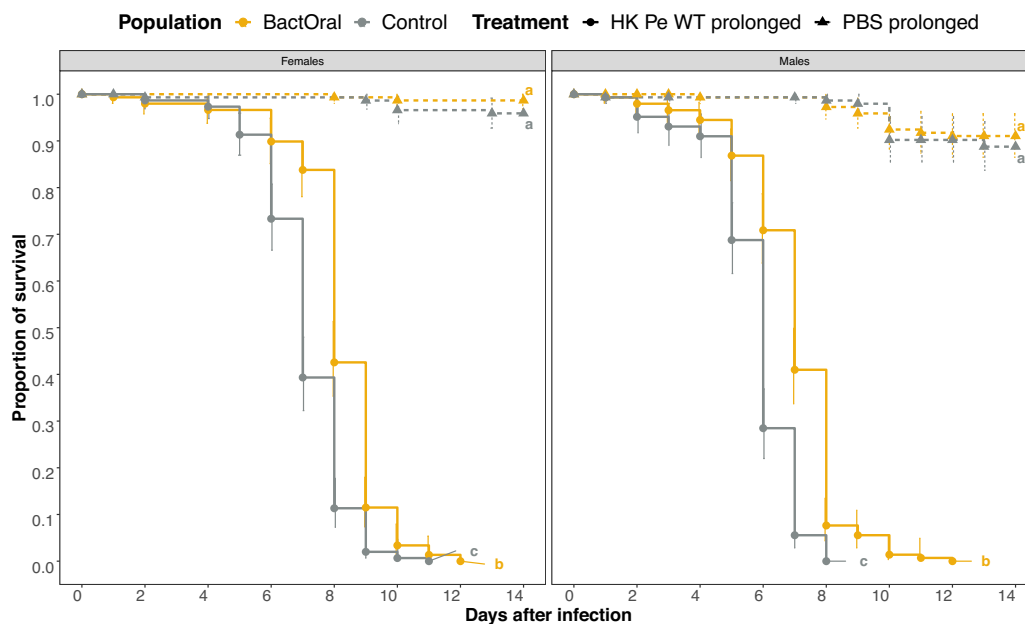 Population BactOral Control Treatment HK Pe WT prolonged PBS prolonged
Females
Males
Proportion of survival
1.0
0.9
0.8
0.7
0.6
0.5
0.4
0.3
0.2
0.1
0.0
a
a
c
b
a
a
c
b
0 2 4 6 8 10 12 14
0 2 4 6 8 10 12 14
Days after infection